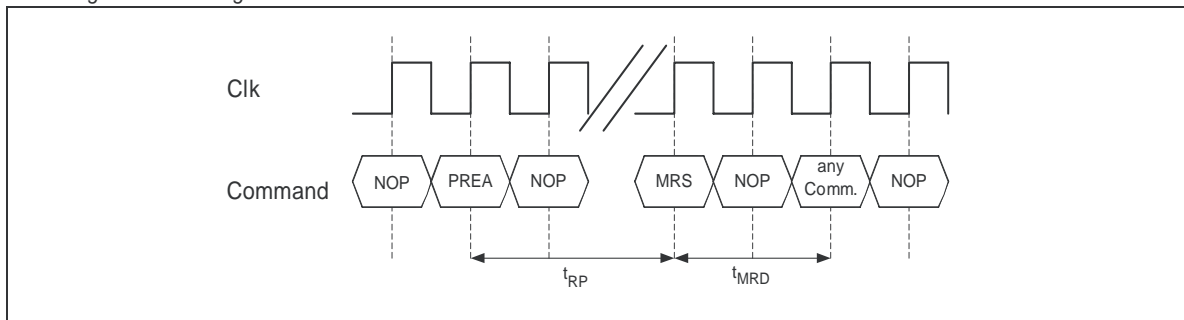 Clk
Command
NOP
PREA
NOP
MRS
NOP
any
Comm.
NOP
tRP
tMRD